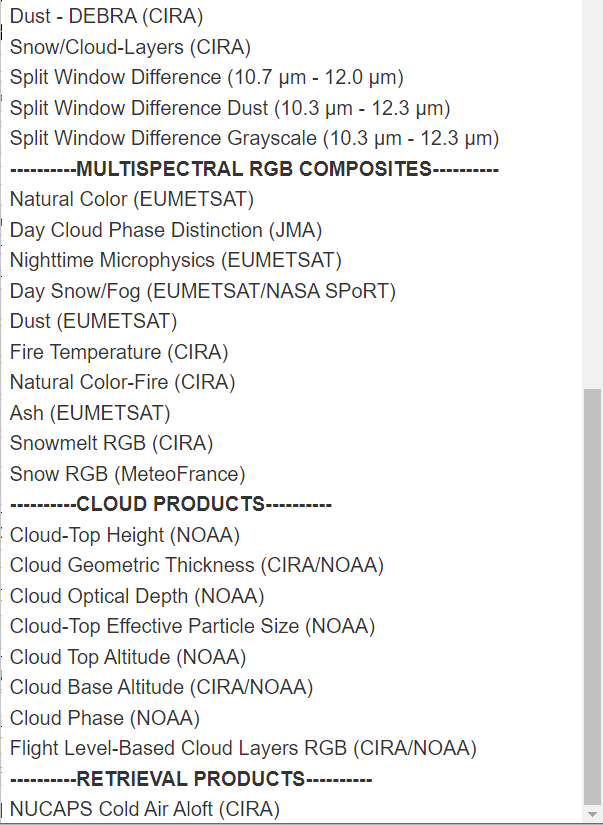 Dust - DEBRA (CIRA)
Snow/Cloud-Layers (CIRA)
Split Window Difference (10.7 µm - 12.0 µm)
Split Window Difference Dust (10.3 µm - 12.3 µm)
Split Window Difference Grayscale (10.3 µm - 12.3 µm)
----------MULTISPECTRAL RGB COMPOSITES----------
Natural Color (EUMETSAT)
Day Cloud Phase Distinction (JMA)
Nighttime Microphysics (EUMETSAT)
Day Snow/Fog (EUMETSAT/NASA SPoRT)
Dust (EUMETSAT)
Fire Temperature (CIRA)
Natural Color-Fire (CIRA)
Ash (EUMETSAT)
Snowmelt RGB (CIRA)
Snow RGB (MeteoFrance)
----------CLOUD PRODUCTS----------
Cloud-Top Height (NOAA)
Cloud Geometric Thickness (CIRA/NOAA)
Cloud Optical Depth (NOAA)
Cloud-Top Effective Particle Size (NOAA)
Cloud Top Altitude (NOAA)
Cloud Base Altitude (CIRA/NOAA)
Cloud Phase (NOAA)
Flight Level-Based Cloud Layers RGB (CIRA/NOAA)
----------RETRIEVAL PRODUCTS----------
NUCAPS Cold Air Aloft (CIRA)